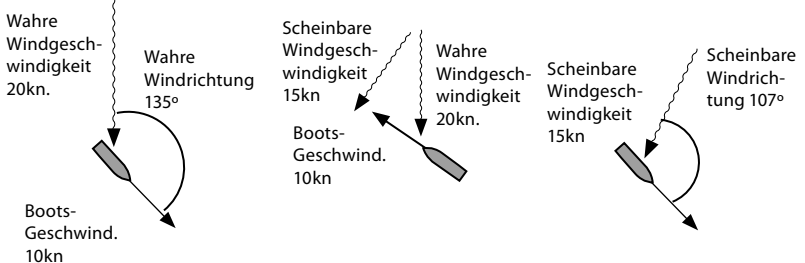 Wahre
Windgesch-
windigkeit
20kn.
Wahre
Windrichtung
135º
Boots-
Geschwind.
10kn
Scheinbare
Windgesch-
windigkeit
15kn
Wahre
Windgesch-
windigkeit
20kn.
Boots-
Geschwind.
10kn
Scheinbare
Windgesch-
windigkeit
15kn
Scheinbare
Windrich-
tung 107º